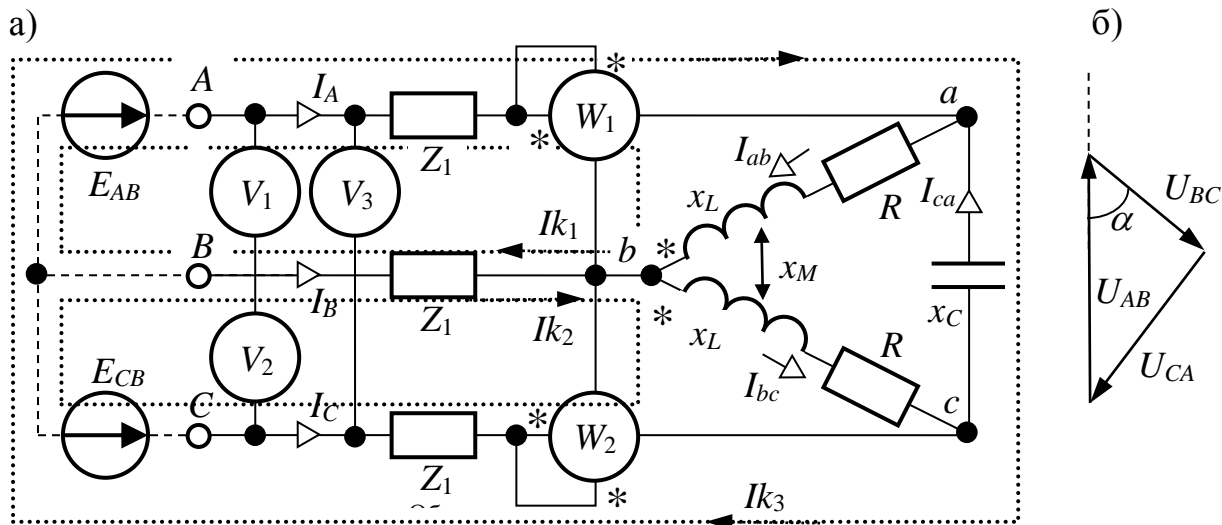 а)
б)
A
I_A
*
W_1
a
*
Z_1
I_ab
E_AB
V_1
V_3
x_L
R
I_ca
U_BC
α
Ik_1
B
b
*
x_M
I_B
Z_1
Ik_2
*
x_L
x_C
U_AB
V_2
R
E_CB
I_bc
U_CA
C
I_C
*
W_2
c
Z_1
*
Ik_3